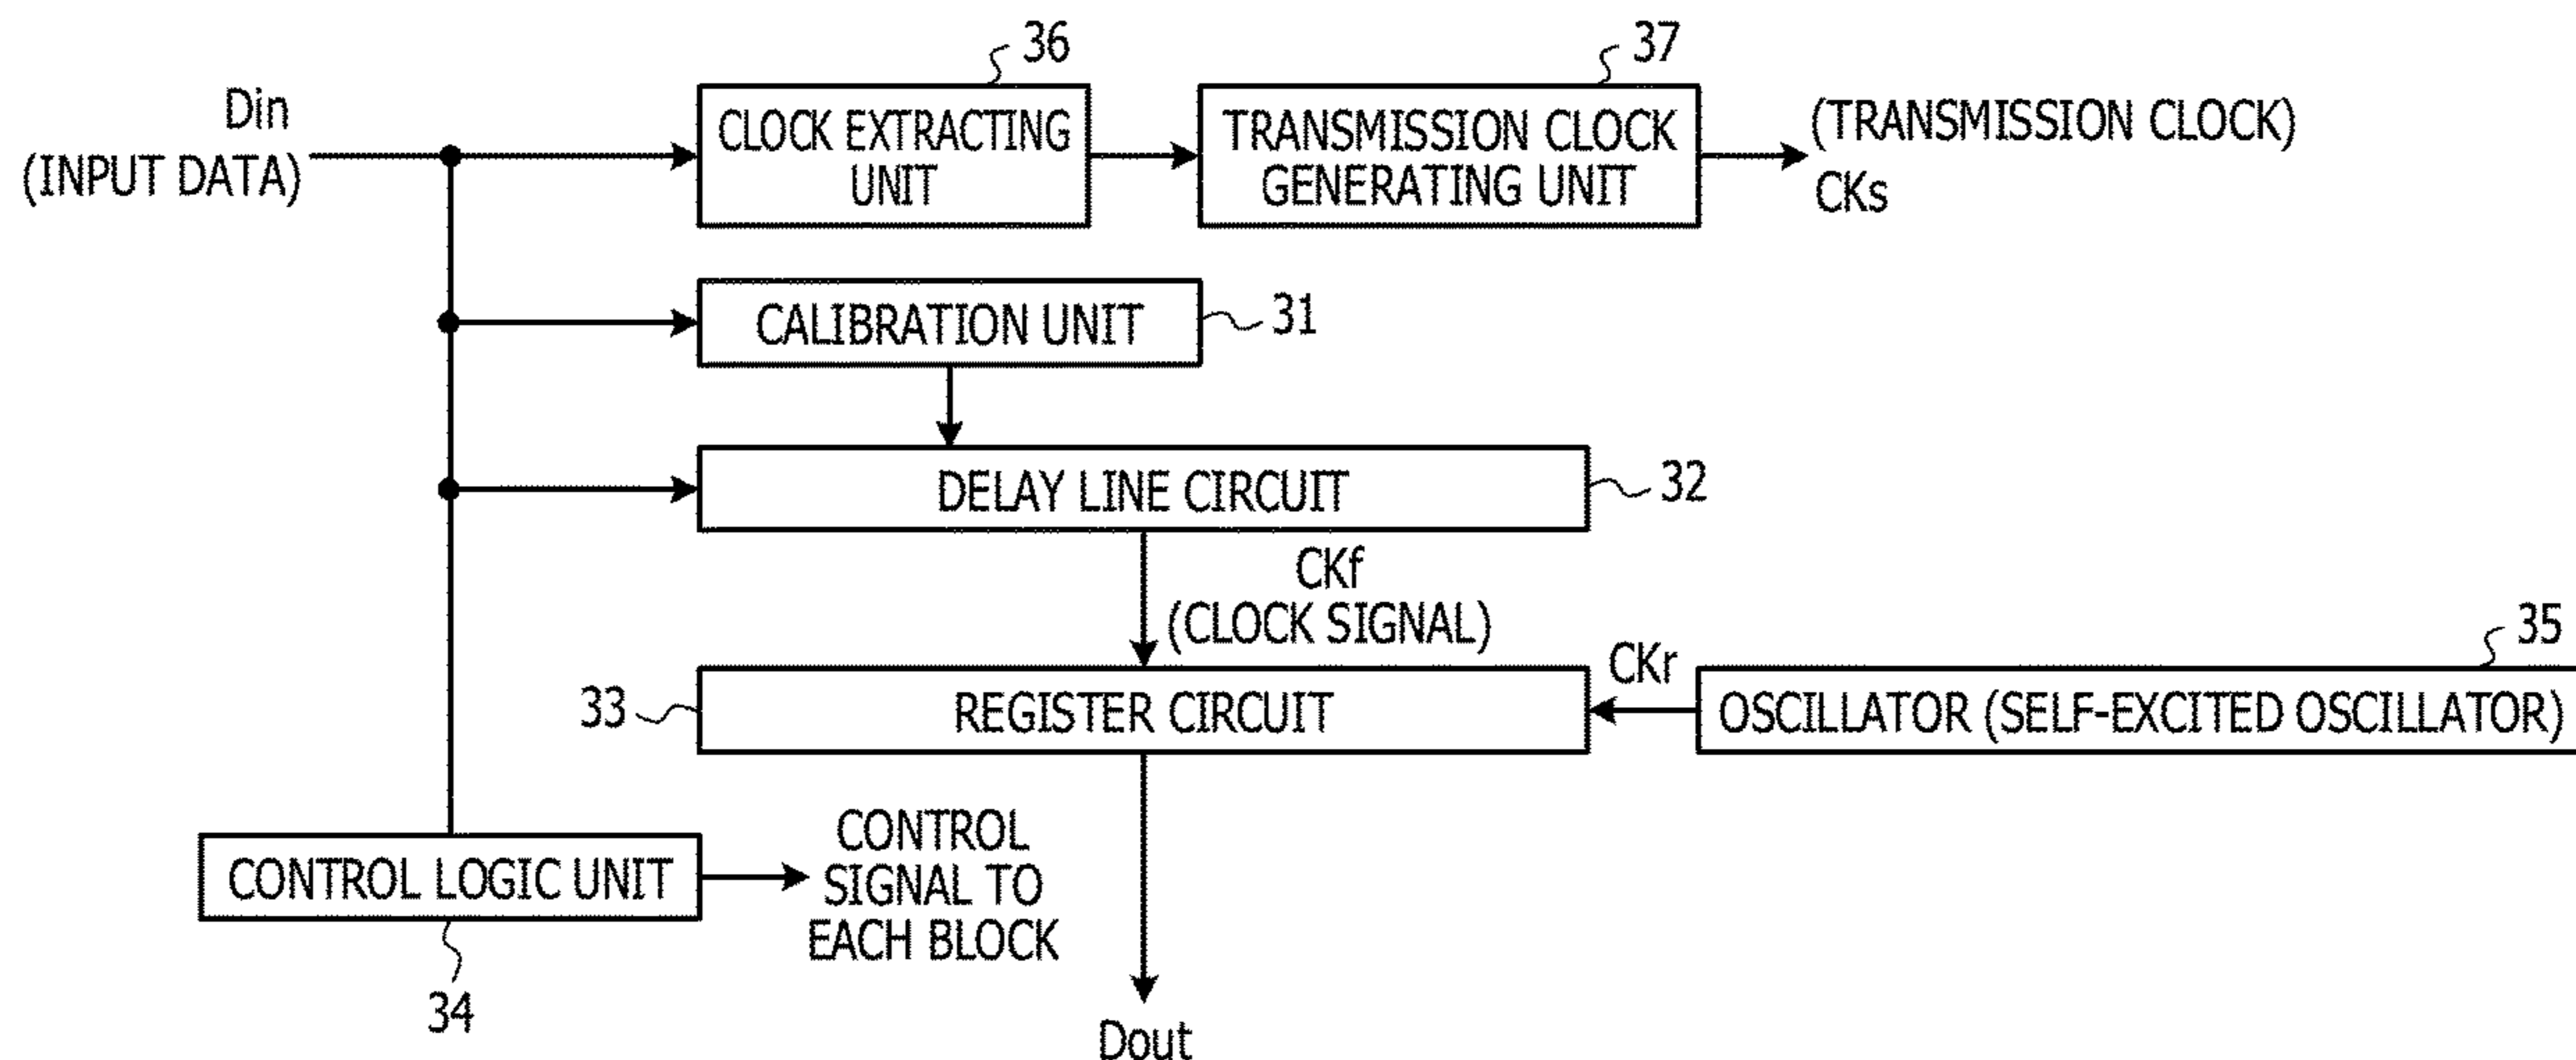 36
37
Din
(INPUT DATA)
CLOCK EXTRACTING
UNIT
TRANSMISSION CLOCK
GENERATING UNIT
(TRANSMISSION CLOCK)
CKs
CALIBRATION UNIT
31
DELAY LINE CIRCUIT
32
CKf
(CLOCK SIGNAL)
33
REGISTER CIRCUIT
CKr
35
OSCILLATOR (SELF-EXCITED OSCILLATOR)
CONTROL LOGIC UNIT
34
CONTROL
SIGNAL TO
EACH BLOCK
Dout